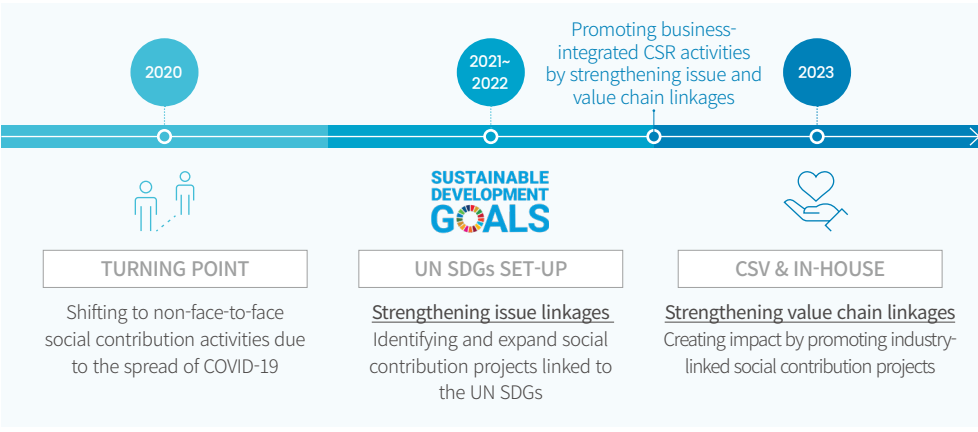 2020
2021~
2022
Promoting business-
integrated CSR activities
by strengthening issue and
value chain linkages
2023
SUSTAINABLE
DEVELOPMENT
GOALS
TURNING POINT
Shifting to non-face-to-face
social contribution activities due
to the spread of COVID-19
UN SDGs SET-UP
Strengthening issue linkages
Identifying and expand social
contribution projects linked to
the UN SDGs
CSV & IN-HOUSE
Strengthening value chain linkages
Creating impact by promoting industry-
linked social contribution projects